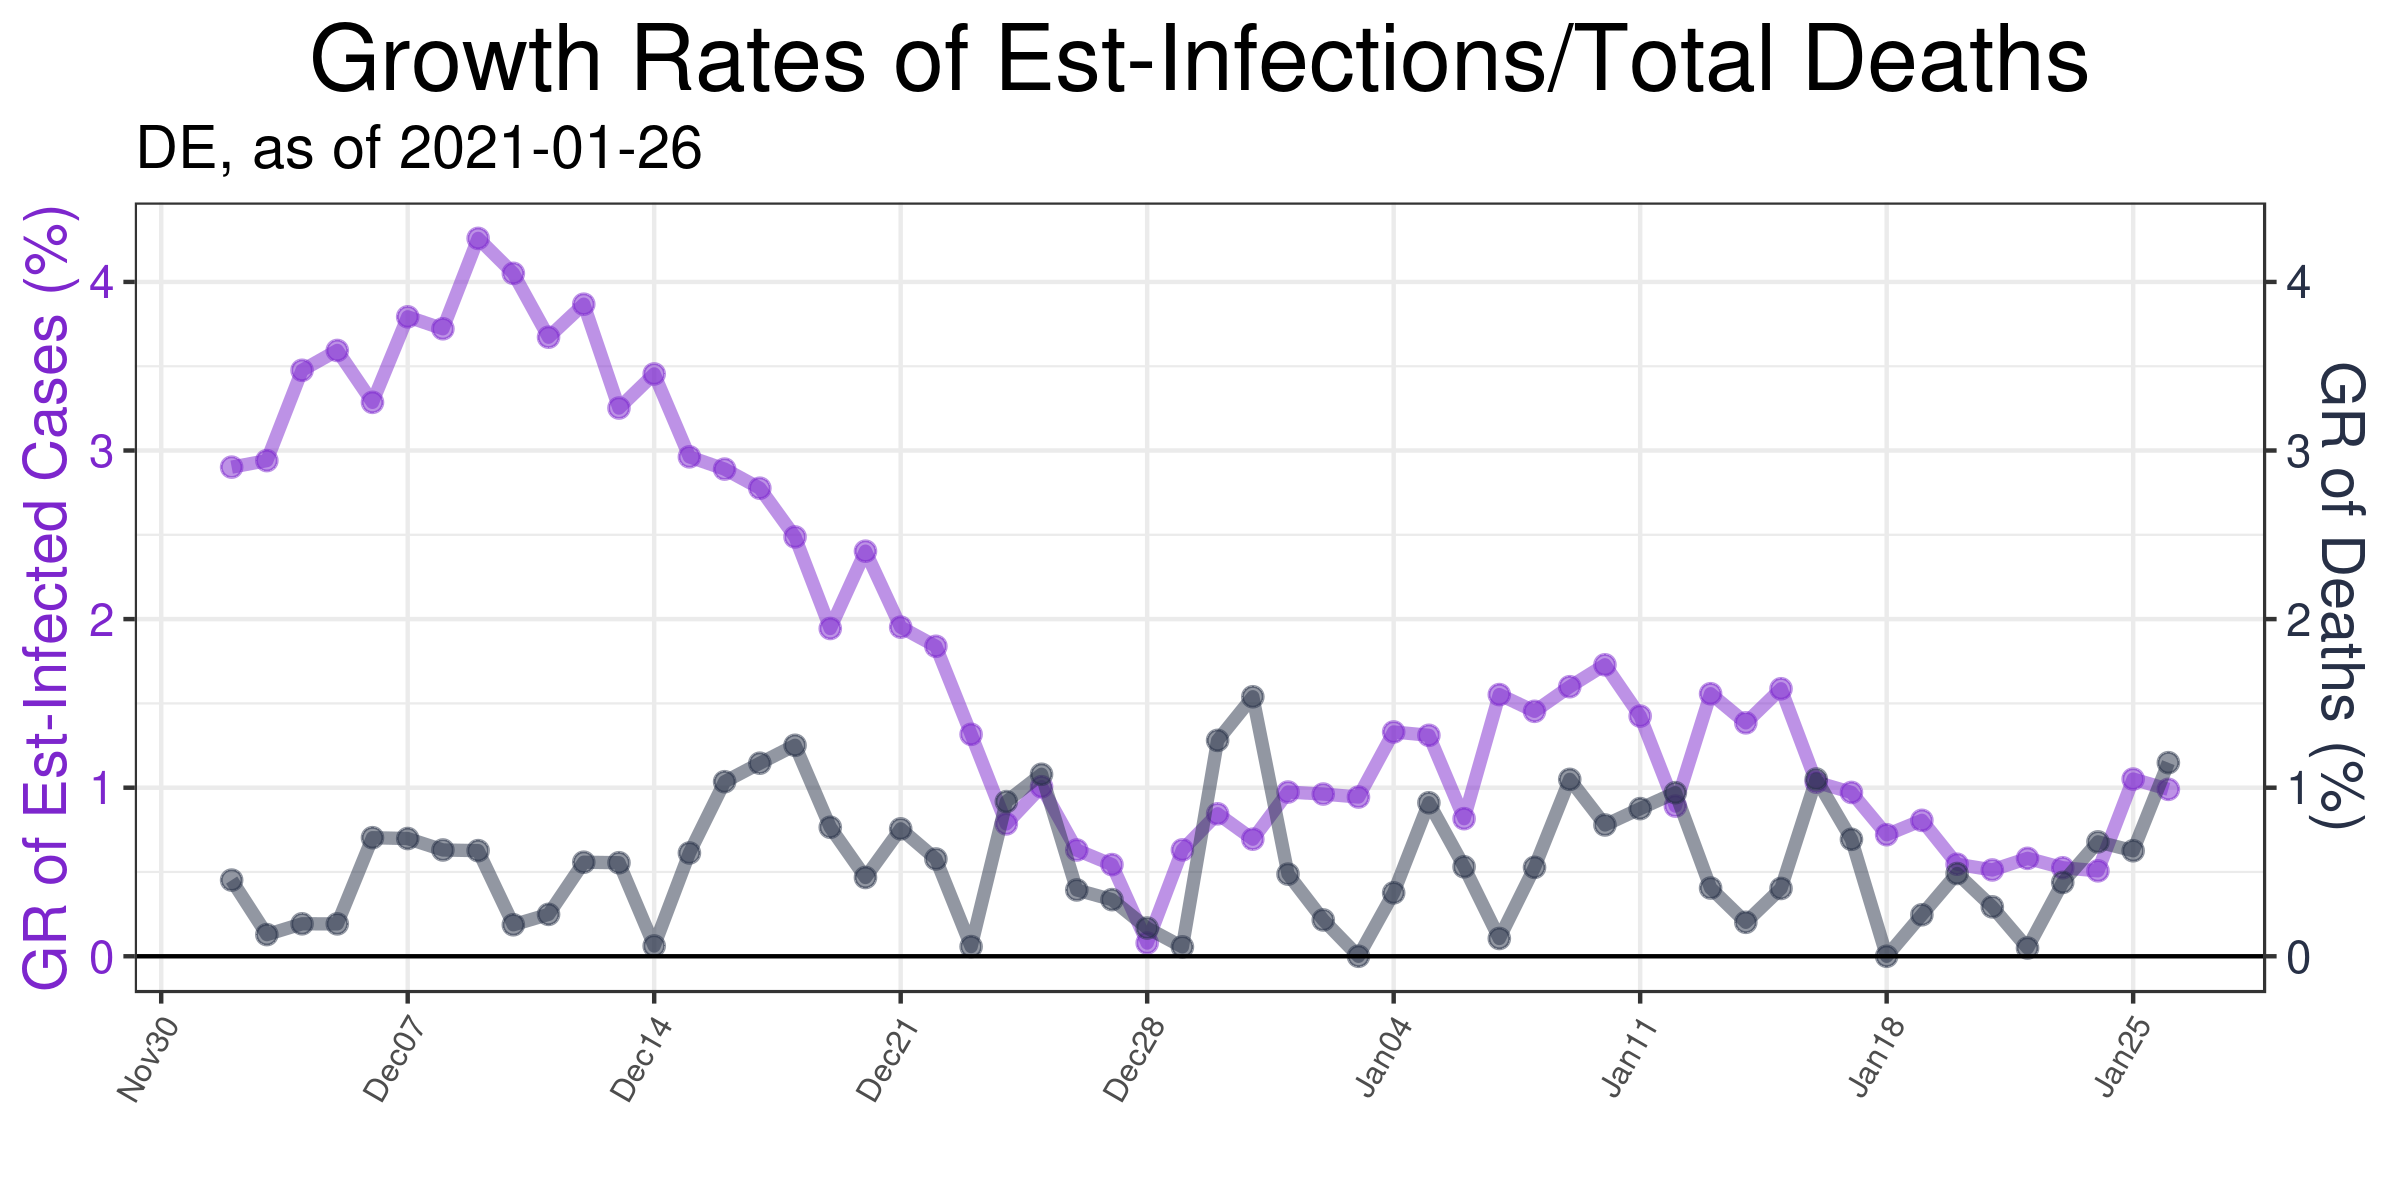 Growth Rates of Est-Infections/Total Deaths
DE, as of 2021-01-26
GR of Est-Infected Cases (%)
4
3
2
1
0
4
3
2
1
0
GR of Deaths (%)
Nov30
Dec07
Dec14
Dec21
Dec28
Jan04
Jan11
Jan18
Jan25